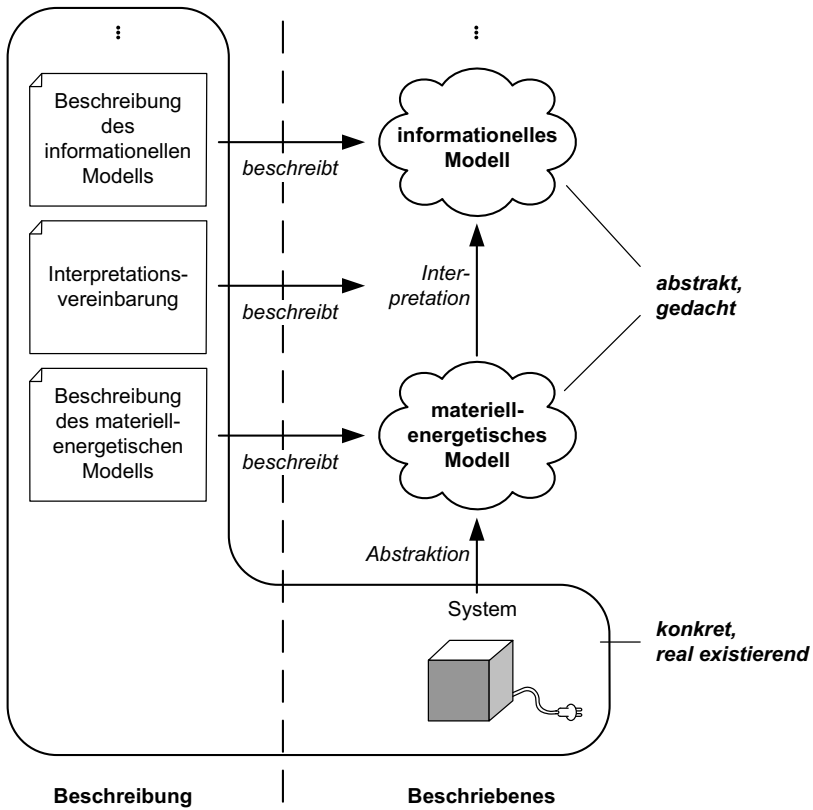 Beschreibung
des
informationellen
Modells
beschreibt
informationelles
Modell
Interpretations-
vereinbarung
beschreibt
Inter-
pretation
abstrakt,
gedacht
Beschreibung
des materiell-
energetischen
Modells
beschreibt
materiell-
energetisches
Modell
Abstraktion
System
konkret,
real existierend
Beschreibung
Beschriebenes